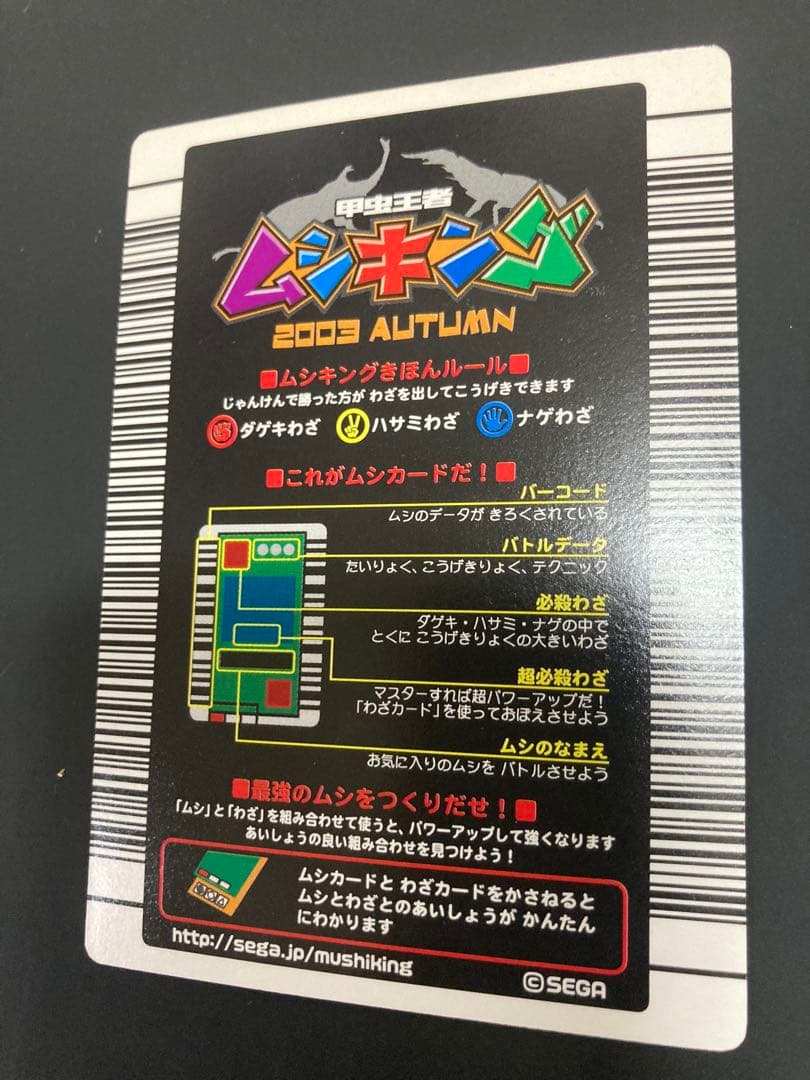 甲虫王者
ムシキング
TM
2003 AUTUMN
■ムシキングきほんルール■
じゃんけんで勝った方が わざを出してこうげきできます
ダゲキわざ ハサミわざ ナゲわざ
■これがムシカードだ！■
バーコード
ムシのデータが きろくされている
バトルデータ
たいりょく、こうげきりょく、テクニック
必殺わざ
ダゲキ・ハサミ・ナゲの中で
とくに こうげきりょくの大きいわざ
超必殺わざ
マスターすれば超パワーアップだ！
「わざカード」を使っておぼえさせよう
ムシのなまえ
お気に入りのムシを バトルさせよう
■最強のムシをつくりだせ！■
「ムシ」と「わざ」を組み合わせて使うと、パワーアップして強くなります
あいしょうの良い組み合わせを見つけよう！
ムシカードと わざカードをかさねると
ムシとわざとのあいしょうが かんたん
にわかります
http://sega.jp/mushiking
©SEGA